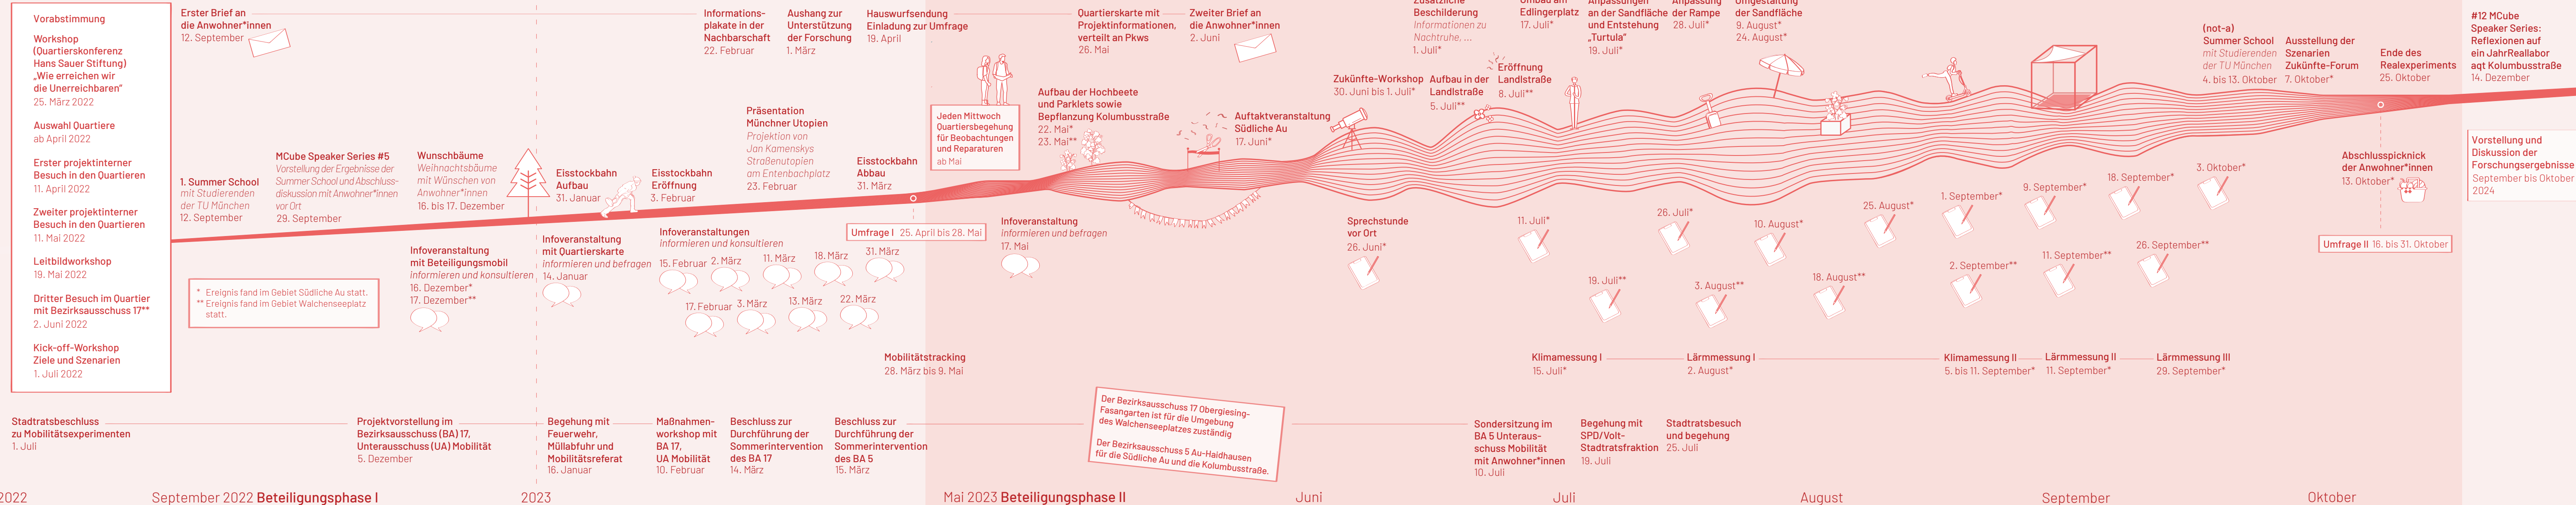 Vorabstimmung
Workshop
(Quartierskonferenz
Hans Sauer Stiftung)
„Wie erreichen wir
die Unerreichbaren“
25. März 2022
Auswahl Quartiere
ab April 2022
Erster projektinterner
Besuch in den Quartieren
11. April 2022
Zweiter projektinterner
Besuch in den Quartieren
11. Mai 2022
Leitbildworkshop
19. Mai 2022
Dritter Besuch im Quartier
mit Bezirksausschuss 17**
2. Juni 2022
Kick-off-Workshop
Ziele und Szenarien
1. Juli 2022
Erster Brief an
die Anwohner*innen
12. September
Informations-
plakate in der
Nachbarschaft
22. Februar
Aushang zur
Unterstützung
der Forschung
1. März
Hauswurfsendung
Einladung zur Umfrage
19. April
Quartierskarte mit
Projektinformationen,
verteilt an Pkws
26. Mai
Zweiter Brief an
die Anwohner*innen
2. Juni
Zusätzliche
Beschilderung
Informationen zu
Nachtruhe, ...
1. Juli*
Umbau am
Edlingerplatz
17. Juli*
Anpassungen
an der Sandfläche
und Entstehung
„Turtula“
19. Juli*
Anpassung
der Rampe
28. Juli*
Umgestaltung
der Sandfläche
9. August*
24. August*
(not-a)
Summer School
mit Studierenden
der TU München
4. bis 13. Oktober
Ausstellung der
Szenarien
Zukünfte-Forum
7. Oktober*
Ende des
Realexperiments
25. Oktober
#12 MCube
Speaker Series:
Reflexionen auf
ein JahrReallabor
aqt Kolumbusstraße
14. Dezember
1. Summer School
mit Studierenden
der TU München
12. September
MCube Speaker Series #5
Vorstellung der Ergebnisse der
Summer School und Abschluss-
diskussion mit Anwohner*innen
vor Ort
29. September
Wunschbäume
Weihnachtsbäume
mit Wünschen von
Anwohner*innen
16. bis 17. Dezember
Eisstockbahn
Aufbau
31. Januar
Eisstockbahn
Eröffnung
3. Februar
Präsentation
Münchner Utopien
Projektion von
Jan Kamenskys
Straßenutopien
am Entenbachplatz
23. Februar
Eisstockbahn
Abbau
31. März
Jeden Mittwoch
Quartiersbegehung
für Beobachtungen
und Reparaturen
ab Mai
Aufbau der Hochbeete
und Parklets sowie
Bepflanzung Kolumbusstraße
22. Mai*
23. Mai**
Auftaktveranstaltung
Südliche Au
17. Juni*
Zukünfte-Workshop
30. Juni bis 1. Juli*
Aufbau in der
Landlstraße
5. Juli**
Eröffnung
Landlstraße
8. Juli**
Abschlusspicknick
der Anwohner*innen
13. Oktober*
Vorstellung und
Diskussion der
Forschungsergebnisse
September bis Oktober
2024
* Ereignis fand im Gebiet Südliche Au statt.
** Ereignis fand im Gebiet Walchenseeplatz
statt.
Infoveranstaltung
mit Beteiligungsmobil
informieren und konsultieren
16. Dezember*
17. Dezember**
Infoveranstaltung
mit Quartierskarte
informieren und befragen
14. Januar
Infoveranstaltungen
informieren und konsultieren
15. Februar
2. März
11. März
18. März
31. März
17. Februar
3. März
13. März
22. März
Umfrage I 25. April bis 28. Mai
Infoveranstaltung
Informieren und befragen
17. Mai
Sprechstunde
vor Ort
26. Juni*
11. Juli*
26. Juli*
10. August*
25. August*
1. September*
9. September*
18. September*
3. Oktober*
19. Juli**
3. August**
18. August**
2. September**
11. September**
26. September**
Umfrage II 16. bis 31. Oktober
Mobilitätstracking
28. März bis 9. Mai
Klimamessung I
15. Juli*
Lärmmessung I
2. August*
Klimamessung II
5. bis 11. September*
Lärmmessung II
11. September*
Lärmmessung III
29. September*
Stadtratsbeschluss
zu Mobilitätsexperimenten
1. Juli
Projektvorstellung im
Bezirksausschuss (BA) 17,
Unterausschuss (UA) Mobilität
5. Dezember
Begehung mit
Feuerwehr,
Müllabfuhr und
Mobilitätsreferat
16. Januar
Maßnahmen-
workshop mit
BA 17,
UA Mobilität
10. Februar
Beschluss zur
Durchführung der
Sommerintervention
des BA 17
14. März
Beschluss zur
Durchführung der
Sommerintervention
des BA 5
15. März
Der Bezirksausschuss 17 Obergiesing-
Fasangarten ist für die Umgebung
des Walchenseeplatzes zuständig
Der Bezirksausschuss 5 Au-Haidhausen
für die Südliche Au und die Kolumbusstraße.
Sondersitzung im
BA 5 Unteraus-
schuss Mobilität
mit Anwohner*innen
10. Juli
Begehung mit
SPD/Volt-
Stadtratsfraktion
19. Juli
Stadtratsbesuch
und begehung
25. Juli
2022
September 2022 Beteiligungsphase I
2023
Mai 2023 Beteiligungsphase II
Juni
Juli
August
September
Oktober